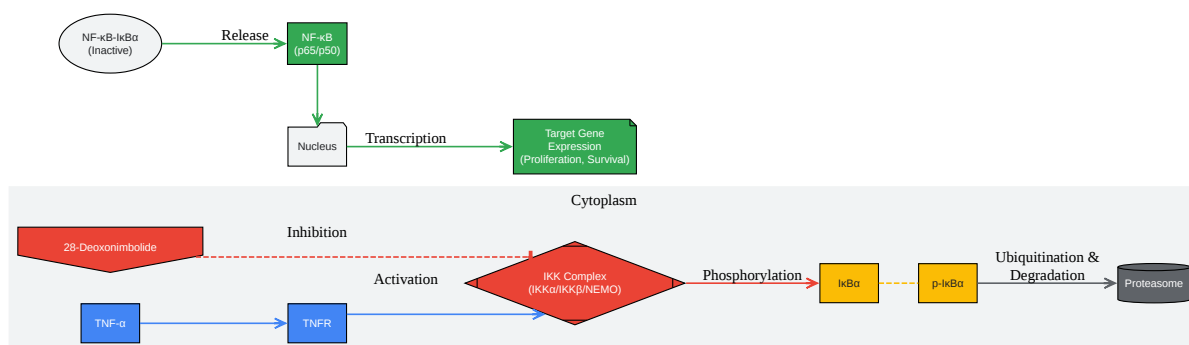 NF-κB-IκBα
(Inactive)
Release
NF-κB
(p65/p50)
Nucleus
Transcription
Target Gene
Expression
(Proliferation, Survival)
Cytoplasm
28-Deoxonimbolide
Inhibition
Activation
IKK Complex
(IKKα/IKKβ/NEMO)
Phosphorylation
IκBα
p-IκBα
Ubiquitination &
Degradation
Proteasome
TNF-α
TNFR